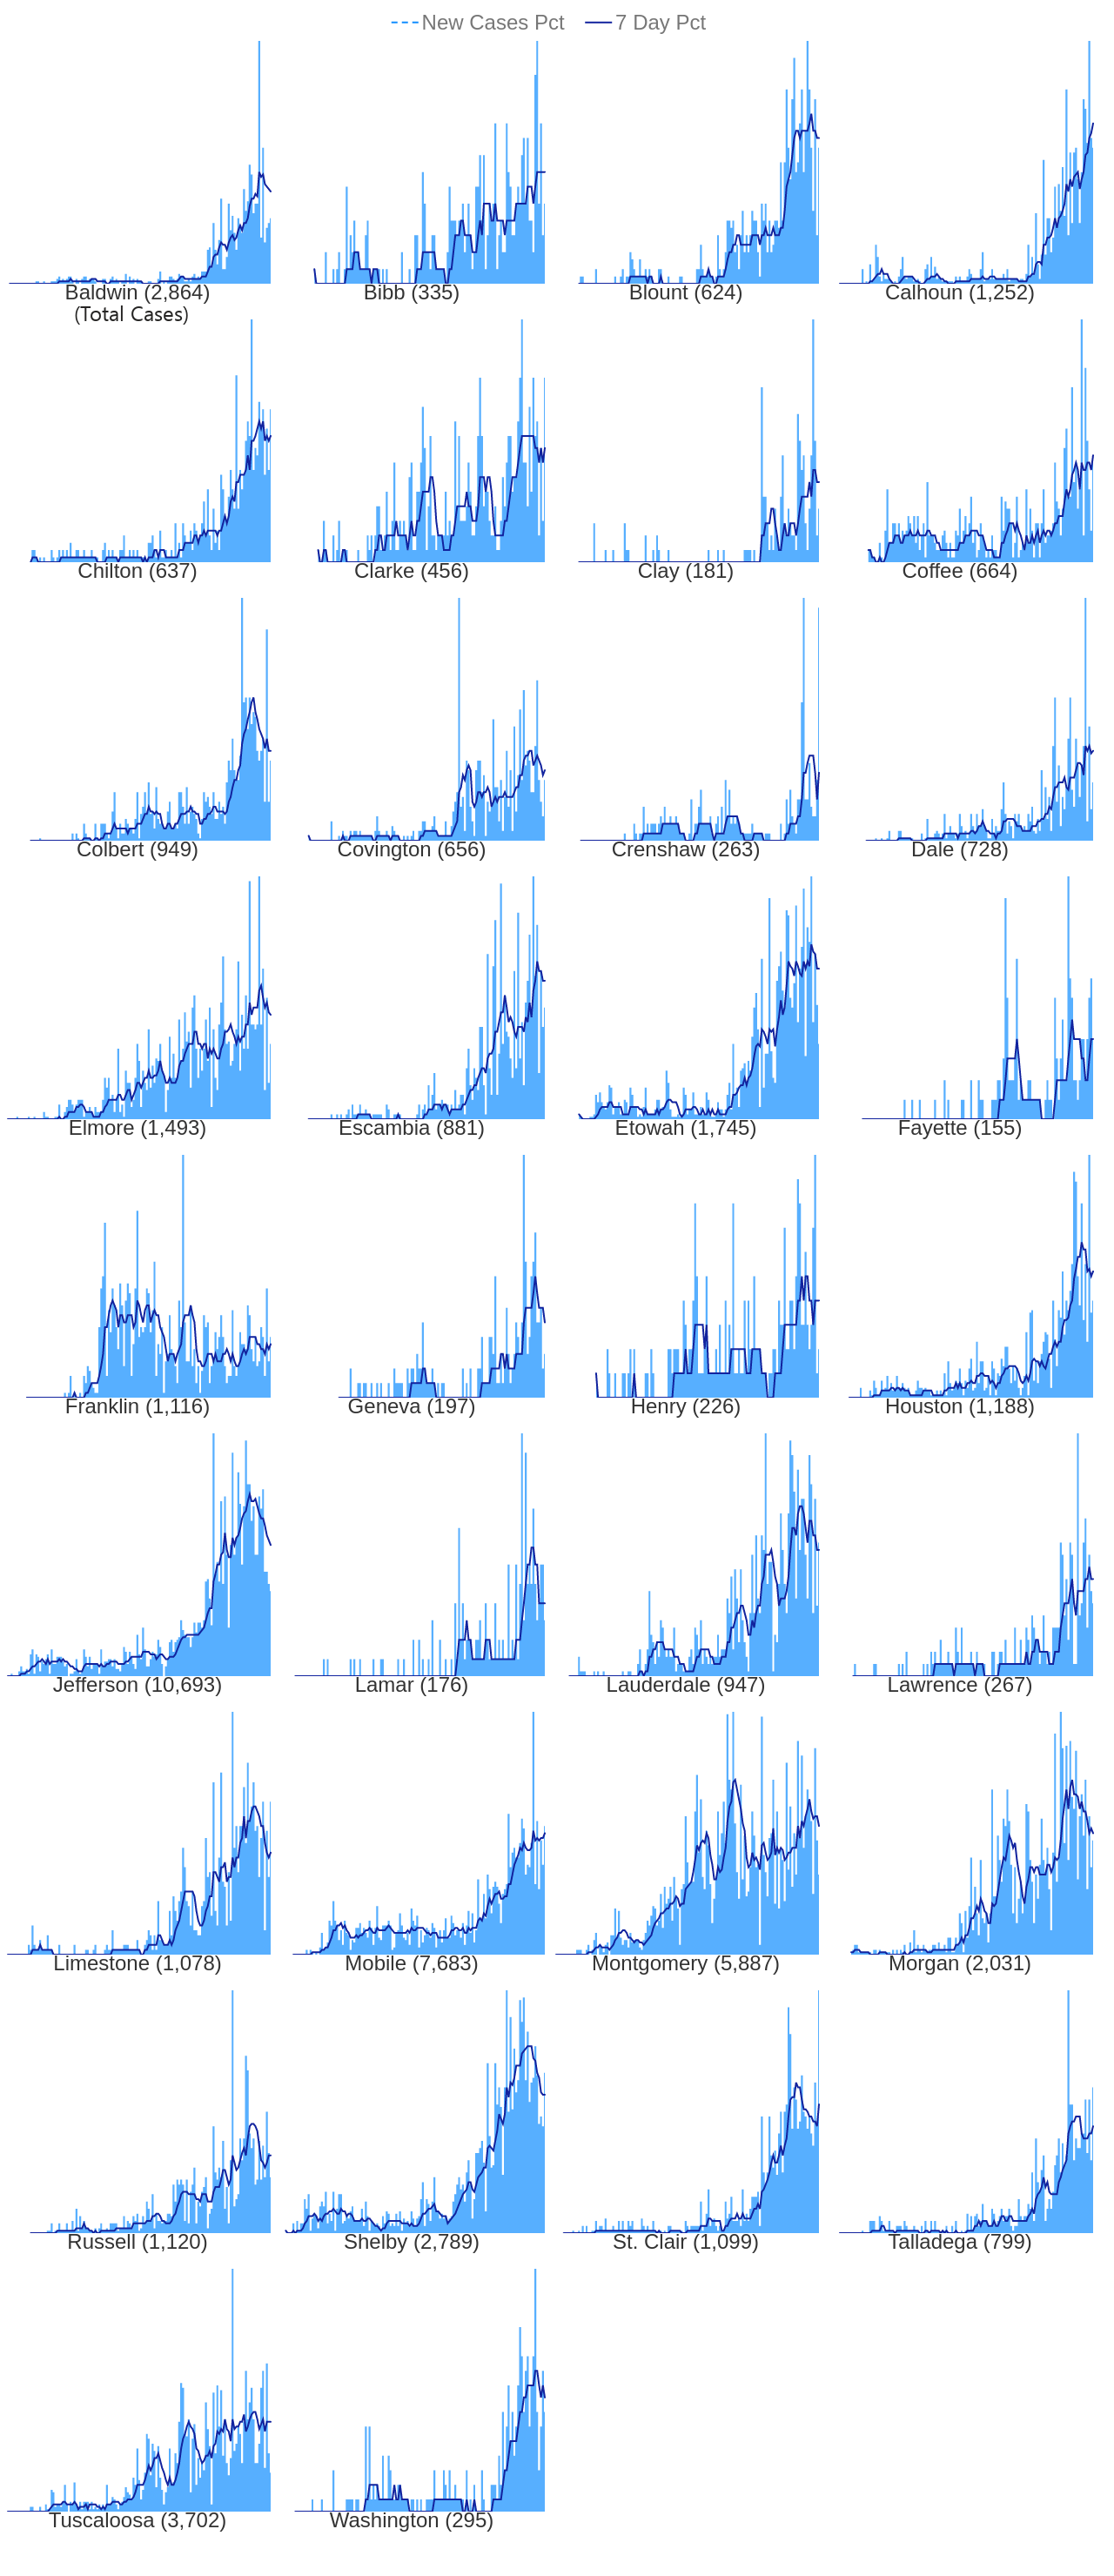 New Cases Pct 7 Day Pct
Baldwin (2,864) Bibb (335) Blount (624) Calhoun (1,252)
(Total Cases)
Chilton (637) Clarke (456) Clay (181) Coffee (664)
Colbert (949) Covington (656) Crenshaw (263) Dale (728)
Elmore (1,493) Escambia (881) Etowah (1,745) Fayette (155)
Franklin (1,116) Geneva (197) Henry (226) Houston (1,188)
Jefferson (10,693) Lamar (176) Lauderdale (947) Lawrence (267)
Limestone (1,078) Mobile (7,683) Montgomery (5,887) Morgan (2,031)
Russell (1,120) Shelby (2,789) St. Clair (1,099) Talladega (799)
Tuscaloosa (3,702) Washington (295)